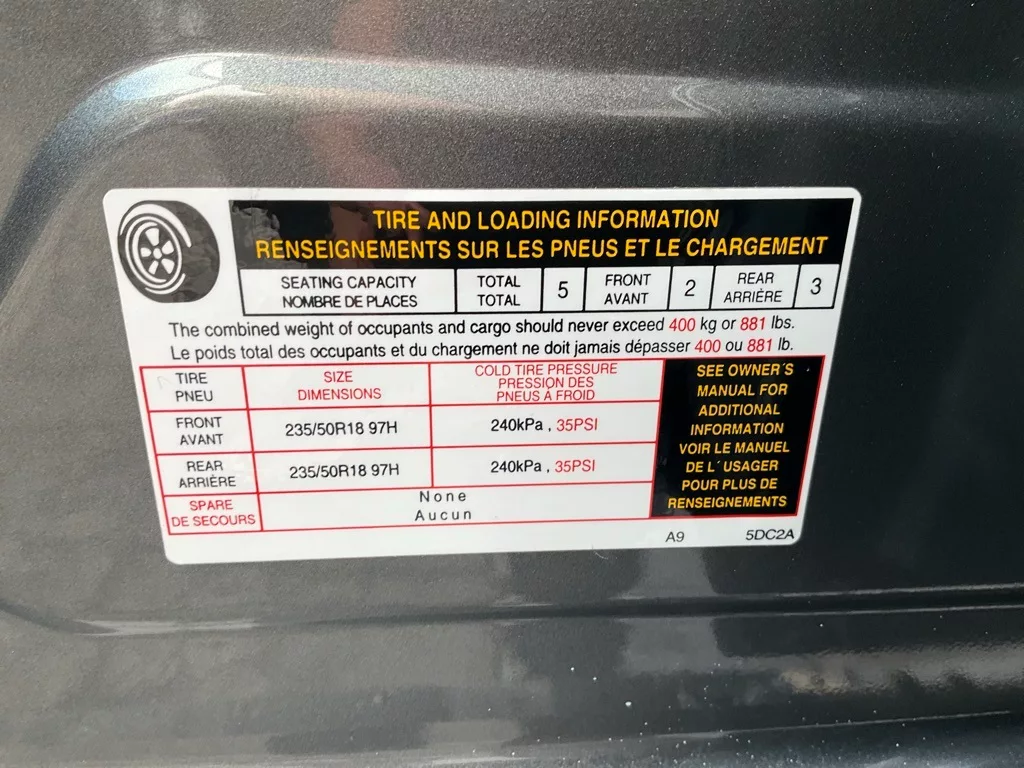 TIRE AND LOADING INFORMATION
RENSEIGNEMENTS SUR LES PNEUS ET LE CHARGEMENT
SEATING CAPACITY TOTAL 5 FRONT 2 REAR 3
NOMBRE DE PLACES TOTAL AVANT ARRIÈRE
The combined weight of occupants and cargo should never exceed 400 kg or 881 lbs.
Le poids total des occupants et du chargement ne doit jamais dépasser 400 ou 881 lb.
TIRE SIZE COLD TIRE PRESSURE
PNEU DIMENSIONS PRESSION DES
PNEUS A FROID
FRONT
AVANT 235/50R18 97H 240kPa , 35PSI
REAR
ARRIÈRE 235/50R18 97H 240kPa , 35PSI
SPARE None
DE SECOURS Aucun
SEE OWNER´S
MANUAL FOR
ADDITIONAL
INFORMATION
VOIR LE MANUEL
DE L´USAGER
POUR PLUS DE
RENSEIGNEMENTS
A9 5DC2A